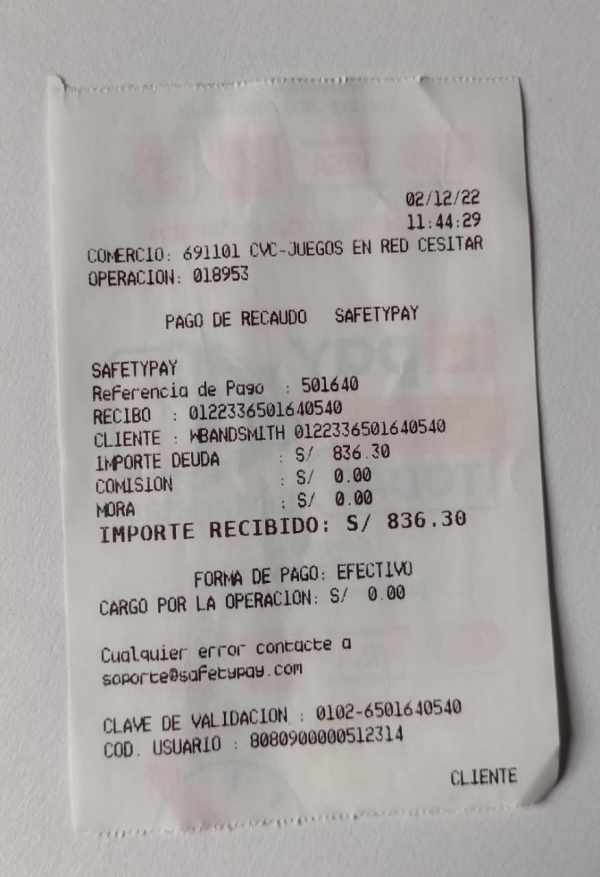 02/12/22
11:44:29
COMERCIO: 691101 CVC-JUEGOS EN RED CESITAR
OPERACION: 018953
PAGO DE RECAUDO SAFETYPAY
SAFETYPAY
Referencia de Pago : 501640
RECIBO : 0122336501640540
CLIENTE : WBANDSMITH 0122336501640540
IMPORTE DEUDA : S/ 836.30
COMISION : S/ 0.00
MORA : S/ 0.00
IMPORTE RECIBIDO: S/ 836.30
FORMA DE PAGO: EFECTIVO
CARGO POR LA OPERACION: S/ 0.00
Cualquier error contacte a
soporte@safetypay.com
CLAVE DE VALIDACION : 0102-6501640540
COD. USUARIO : 8080900000512314
CLIENTE